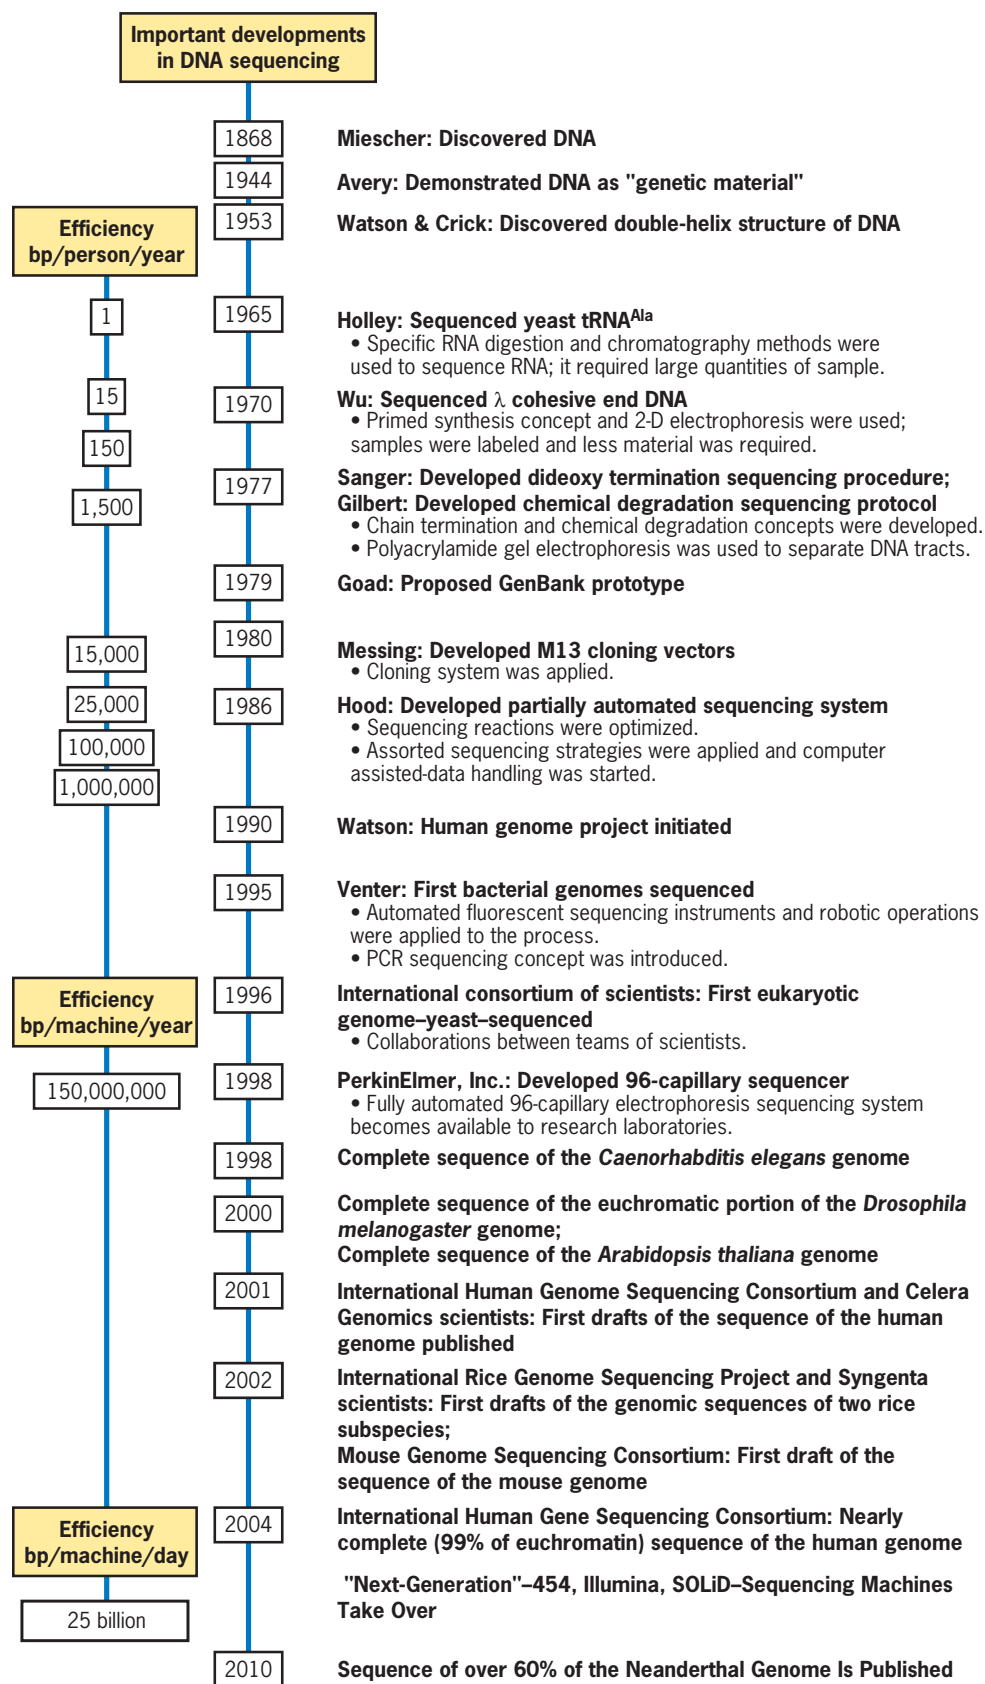 Important developments
in DNA sequencing
1868
Miescher: Discovered DNA
1944
Avery: Demonstrated DNA as "genetic material"
Efficiency
bp/person/year
1953
Watson & Crick: Discovered double-helix structure of DNA
1
1965
Holley: Sequenced yeast tRNAAla
• Specific RNA digestion and chromatography methods were
used to sequence RNA; it required large quantities of sample.
15
1970
Wu: Sequenced λ cohesive end DNA
• Primed synthesis concept and 2-D electrophoresis were used;
samples were labeled and less material was required.
150
1977
Sanger: Developed dideoxy termination sequencing procedure;
Gilbert: Developed chemical degradation sequencing protocol
• Chain termination and chemical degradation concepts were developed.
• Polyacrylamide gel electrophoresis was used to separate DNA tracts.
1,500
1979
Goad: Proposed GenBank prototype
15,000
1980
Messing: Developed M13 cloning vectors
• Cloning system was applied.
25,000
1986
Hood: Developed partially automated sequencing system
• Sequencing reactions were optimized.
• Assorted sequencing strategies were applied and computer
assisted-data handling was started.
100,000
1,000,000
1990
Watson: Human genome project initiated
1995
Venter: First bacterial genomes sequenced
• Automated fluorescent sequencing instruments and robotic operations
were applied to the process.
• PCR sequencing concept was introduced.
Efficiency
bp/machine/year
1996
International consortium of scientists: First eukaryotic
genome–yeast–sequenced
• Collaborations between teams of scientists.
150,000,000
1998
PerkinElmer, Inc.: Developed 96-capillary sequencer
• Fully automated 96-capillary electrophoresis sequencing system
becomes available to research laboratories.
1998
Complete sequence of the Caenorhabditis elegans genome
2000
Complete sequence of the euchromatic portion of the Drosophila
melanogaster genome;
Complete sequence of the Arabidopsis thaliana genome
2001
International Human Genome Sequencing Consortium and Celera
Genomics scientists: First drafts of the sequence of the human
genome published
2002
International Rice Genome Sequencing Project and Syngenta
scientists: First drafts of the genomic sequences of two rice
subspecies;
Mouse Genome Sequencing Consortium: First draft of the
sequence of the mouse genome
Efficiency
bp/machine/day
2004
International Human Gene Sequencing Consortium: Nearly
complete (99% of euchromatin) sequence of the human genome
25 billion
"Next-Generation"–454, Illumina, SOLiD–Sequencing Machines
Take Over
2010
Sequence of over 60% of the Neanderthal Genome Is Published